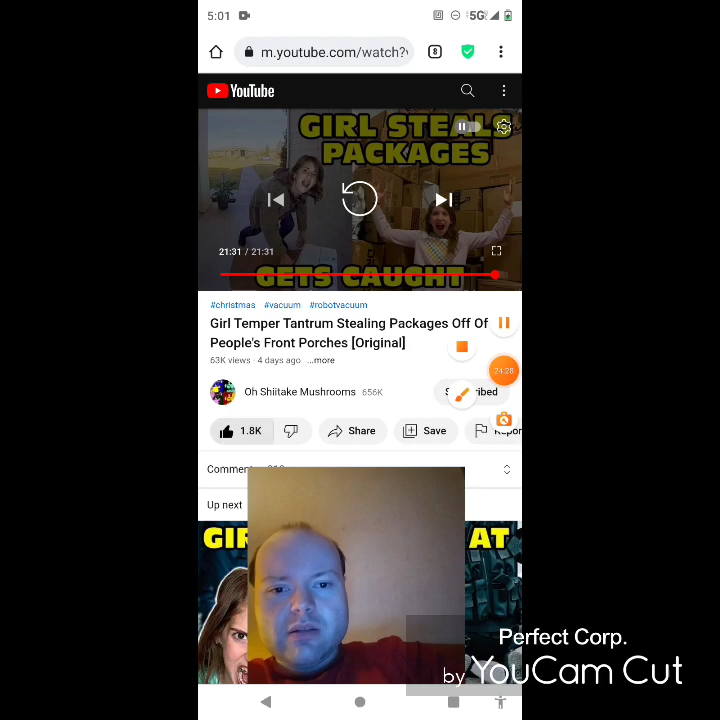 5:01
5G
m.youtube.com/watch?v
8
YouTube
GIRL STEALS
PACKAGES
21:31 / 21:31
GETS CAUGHT
#christmas #vacuum #robotvacuum
Girl Temper Tantrum Stealing Packages Off Of
People's Front Porches [Original]
63K views · 4 days ago ...more
24:28
Oh Shiitake Mushrooms 656K
1.8K Share Save
Up next
AT
Perfect Corp.
by YouCam Cut